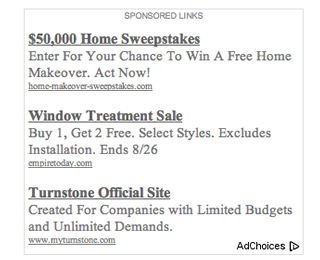 SPONSORED LINKS
$50,000 Home Sweepstakes
Enter For Your Chance To Win A Free Home
Makeover. Act Now!
home-makeover-sweepstakes.com
Window Treatment Sale
Buy 1, Get 2 Free. Select Styles. Excludes
Installation. Ends 8/26
empiretoday.com
Turnstone Official Site
Created For Companies with Limited Budgets
and Unlimited Demands.
www.myturnstone.com
AdChoices